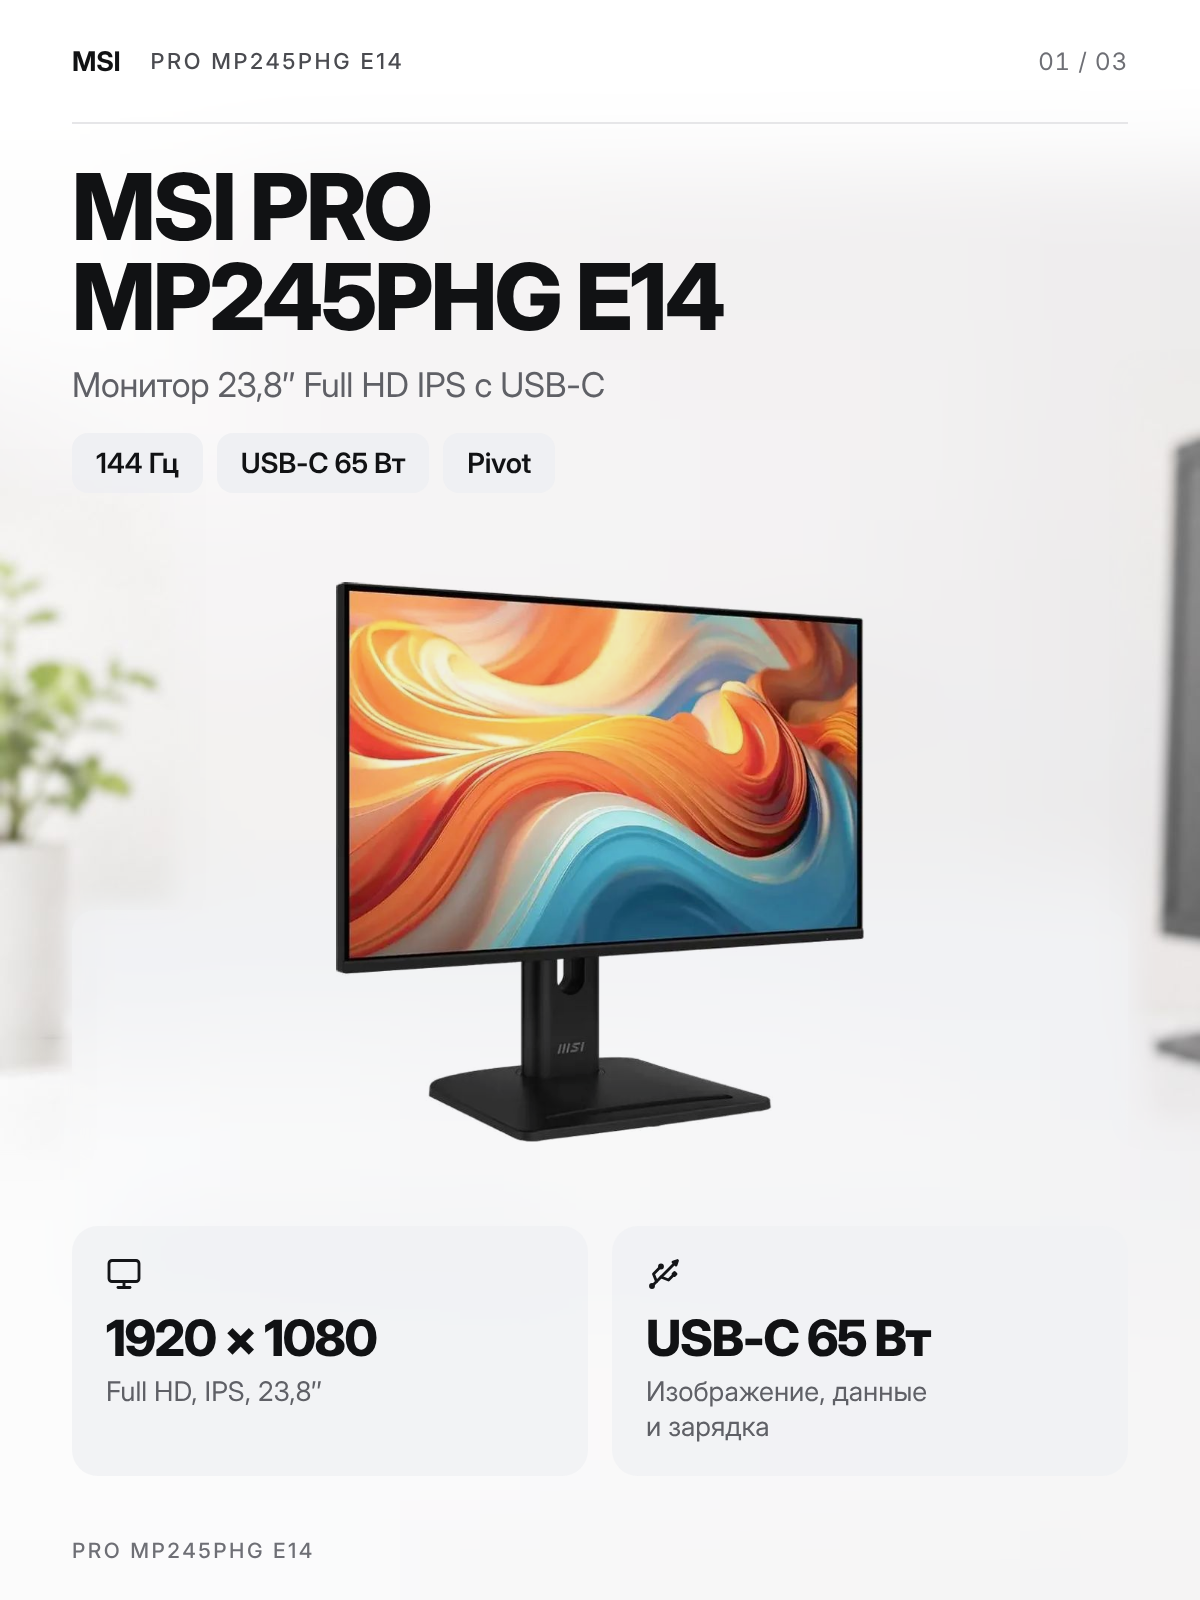 MSI PRO MP245PHG E14 01 / 03
MSI PRO
MP245PHG E14
Монитор 23,8″ Full HD IPS с USB-C
144 Гц USB-C 65 Вт Pivot
msi
1920 × 1080
Full HD, IPS, 23,8″
USB-C 65 Вт
Изображение, данные
и зарядка
PRO MP245PHG E14